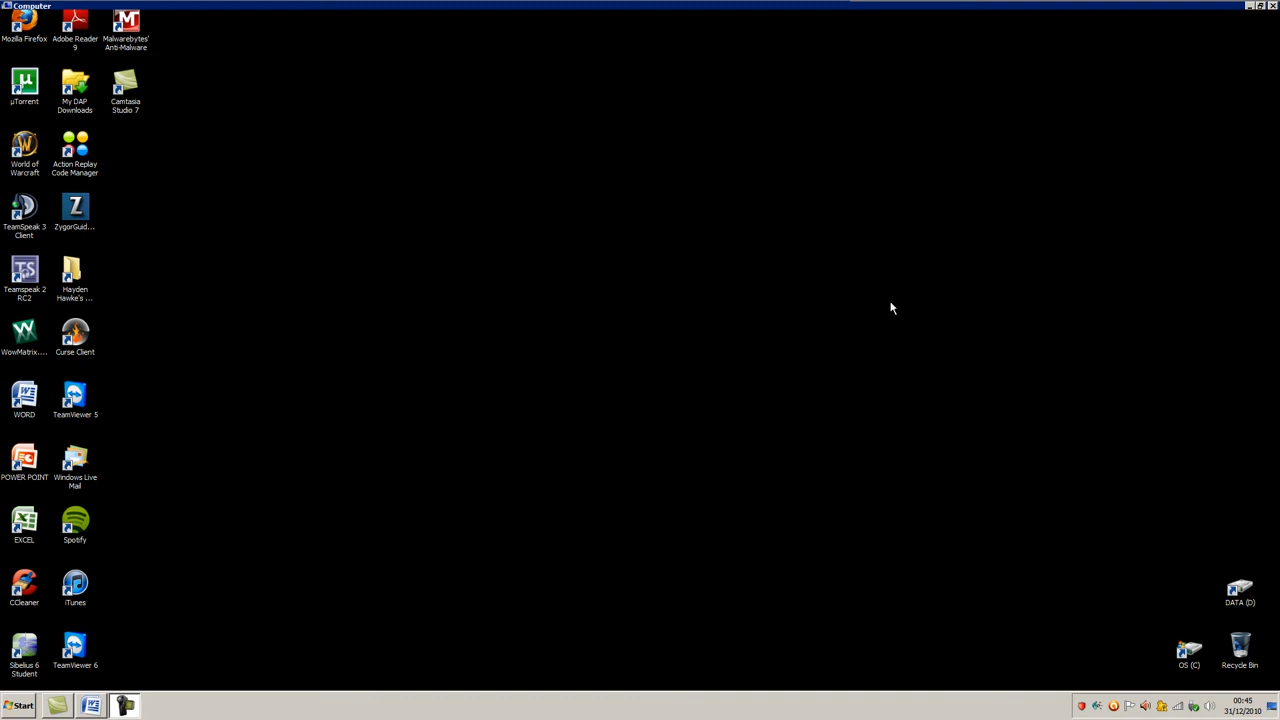 Computer
Mozilla Firefox
Adobe Reader
9
Malwarebytes'
Anti-Malware
µTorrent
My DAP
Downloads
Camtasia
Studio 7
World of
Warcraft
Action Replay
Code Manager
TeamSpeak 3
Client
ZygorGuid...
Teamspeak 2
RC2
Hayden
Hawke's ...
WowMatrix....
Curse Client
WORD
TeamViewer 5
POWER POINT
Windows Live
Mail
EXCEL
Spotify
CCleaner
iTunes
Sibelius 6
Student
TeamViewer 6
DATA (D)
OS (C)
Recycle Bin
Start
00:45
31/12/2010